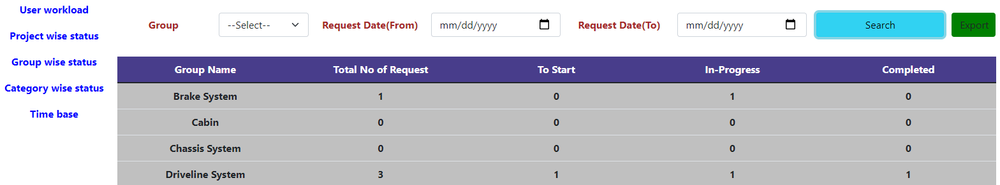 User workload
Project wise status
Group wise status
Category wise status
Time base
Group --Select-- Request Date(From) mm/dd/yyyy Request Date(To) mm/dd/yyyy Search Export
Group Name Total No of Request To Start In-Progress Completed
Brake System 1 0 1 0
Cabin 0 0 0 0
Chassis System 0 0 0 0
Driveline System 3 1 1 1